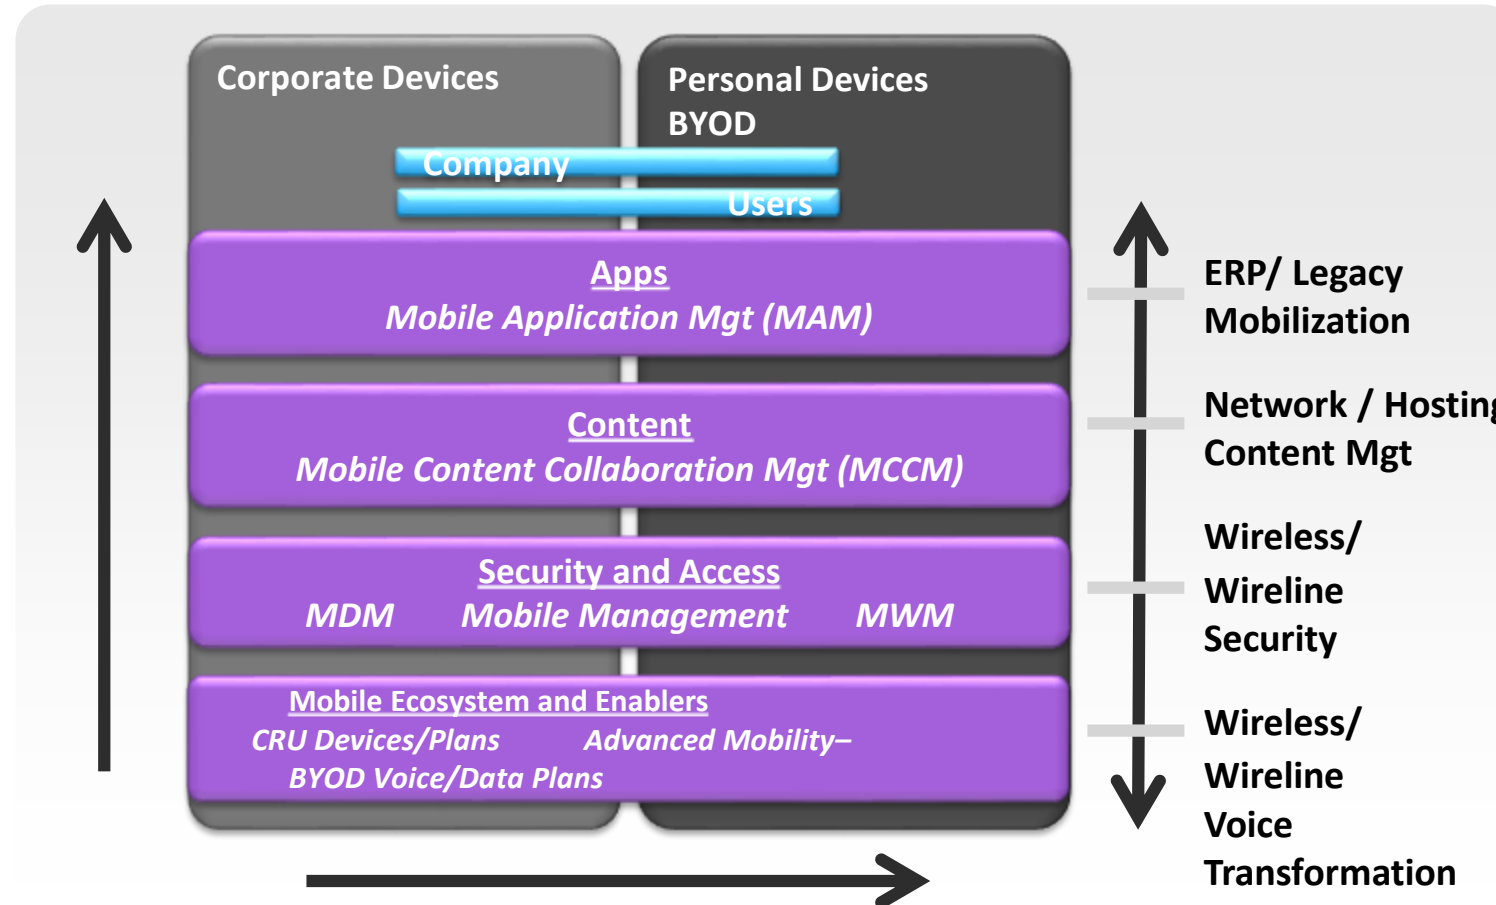 Corporate Devices
Personal Devices
BYOD
Company
Users
Apps
Mobile Application Mgt (MAM)
Content
Mobile Content Collaboration Mgt (MCCM)
Security and Access
MDM Mobile Management MWM
Mobile Ecosystem and Enablers
CRU Devices/Plans Advanced Mobility–
BYOD Voice/Data Plans
ERP/ Legacy
Mobilization
Network / Hosting
Content Mgt
Wireless/
Wireline
Security
Wireless/
Wireline
Voice
Transformation